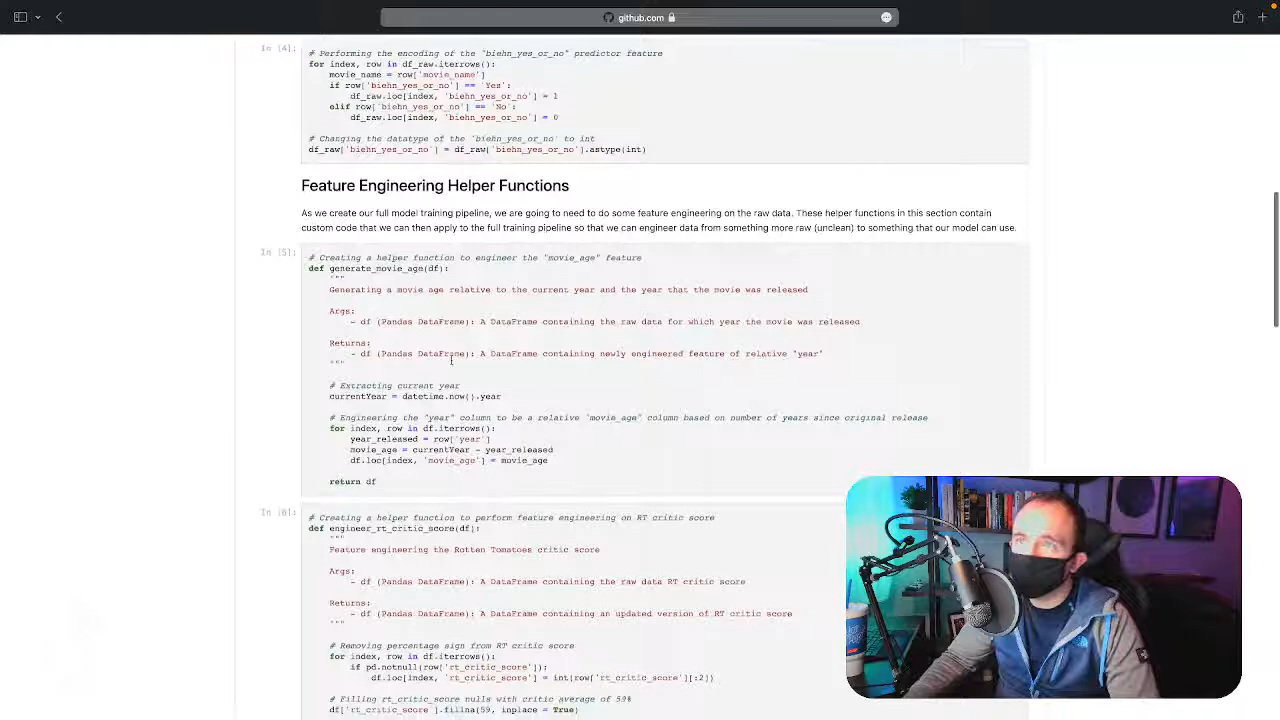 github.com
In [4]:
# Performing the encoding of the "biehn_yes_or_no" predictor feature
for index, row in df_raw.iterrows():
movie_name = row['movie_name']
if row['biehn_yes_or_no'] == 'Yes':
df_raw.loc[index, 'biehn_yes_or_no'] = 1
elif row['biehn_yes_or_no'] == 'No':
df_raw.loc[index, 'biehn_yes_or_no'] = 0
# Changing the datatype of the 'biehn_yes_or_no' to int
df_raw['biehn_yes_or_no'] = df_raw['biehn_yes_or_no'].astype(int)
Feature Engineering Helper Functions
As we create our full model training pipeline, we are going to need to do some feature engineering on the raw data. These helper functions in this section contain
custom code that we can then apply to the full training pipeline so that we can engineer data from something more raw (unclean) to something that our model can use.
In [5]:
# Creating a helper function to engineer the "movie_age" feature
def generate_movie_age(df):
"""
Generating a movie age relative to the current year and the year that the movie was released
Args:
- df (Pandas DataFrame): A DataFrame containing the raw data for which year the movie was released
Returns:
- df (Pandas DataFrame): A DataFrame containing newly engineered feature of relative "year"
"""
# Extracting current year
currentYear = datetime.now().year
# Engineering the "year" column to be a relative "movie_age" column based on number of years since original release
for index, row in df.iterrows():
year_released = row['year']
movie_age = currentYear - year_released
df.loc[index, 'movie_age'] = movie_age
return df
In [6]:
# Creating a helper function to perform feature engineering on RT critic score
def engineer_rt_critic_score(df):
"""
Feature engineering the Rotten Tomatoes critic score
Args:
- df (Pandas DataFrame): A DataFrame containing the raw data RT critic score
Returns:
- df (Pandas DataFrame): A DataFrame containing an updated version of RT critic score
"""
# Removing percentage sign from RT critic score
for index, row in df.iterrows():
if pd.notnull(row['rt_critic_score']):
df.loc[index, 'rt_critic_score'] = int(row['rt_critic_score'][:2])
# Filling rt_critic_score nulls with critic average of 59%
df['rt_critic_score'].fillna(59, inplace = True)